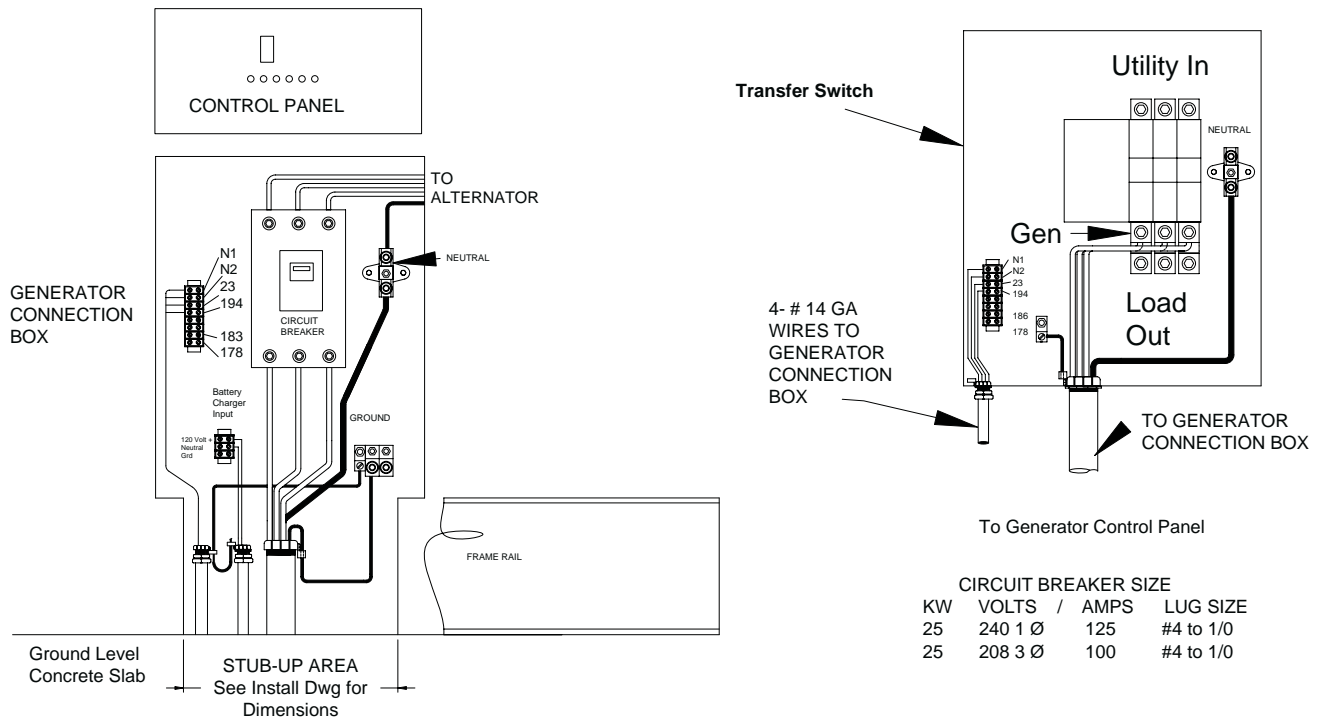 CONTROL PANEL
TO
ALTERNATOR
N1
N2
23
194
183
178
NEUTRAL
GENERATOR
CONNECTION
BOX
CIRCUIT
BREAKER
Battery
Charger
Input
120 Volt +
Neutral
Grd
GROUND
FRAME RAIL
Ground Level
Concrete Slab
STUB-UP AREA
See Install Dwg for
Dimensions
Transfer Switch
Utility In
NEUTRAL
Gen
N1
N2
23
194
186
178
Load
Out
4- # 14 GA
WIRES TO
GENERATOR
CONNECTION
BOX
TO GENERATOR
CONNECTION BOX
To Generator Control Panel
CIRCUIT BREAKER SIZE
KW VOLTS / AMPS LUG SIZE
25 240 1 Ø 125 #4 to 1/0
25 208 3 Ø 100 #4 to 1/0